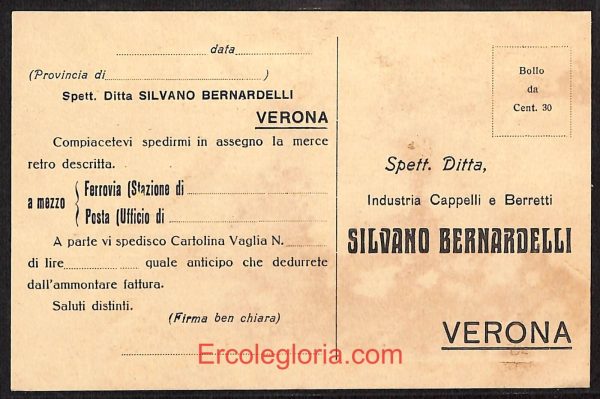 data
(Provincia di )
Spett. Ditta SILVANO BERNARDELLI
VERONA
Compiacetevi spedirmi in assegno la merce
retro descritta.
a mezzo { Ferrovia (Stazione di
Posta (Ufficio di
A parte vi spedisco Cartolina Vaglia N.
di lire quale anticipo che dedurrete
dall'ammontare fattura.
Saluti distinti.
(Firma ben chiara)
Bollo
da
Cent. 30
Spett. Ditta,
Industria Cappelli e Berretti
SILVANO BERNARDELLI
VERONA
Ercolegloria.com